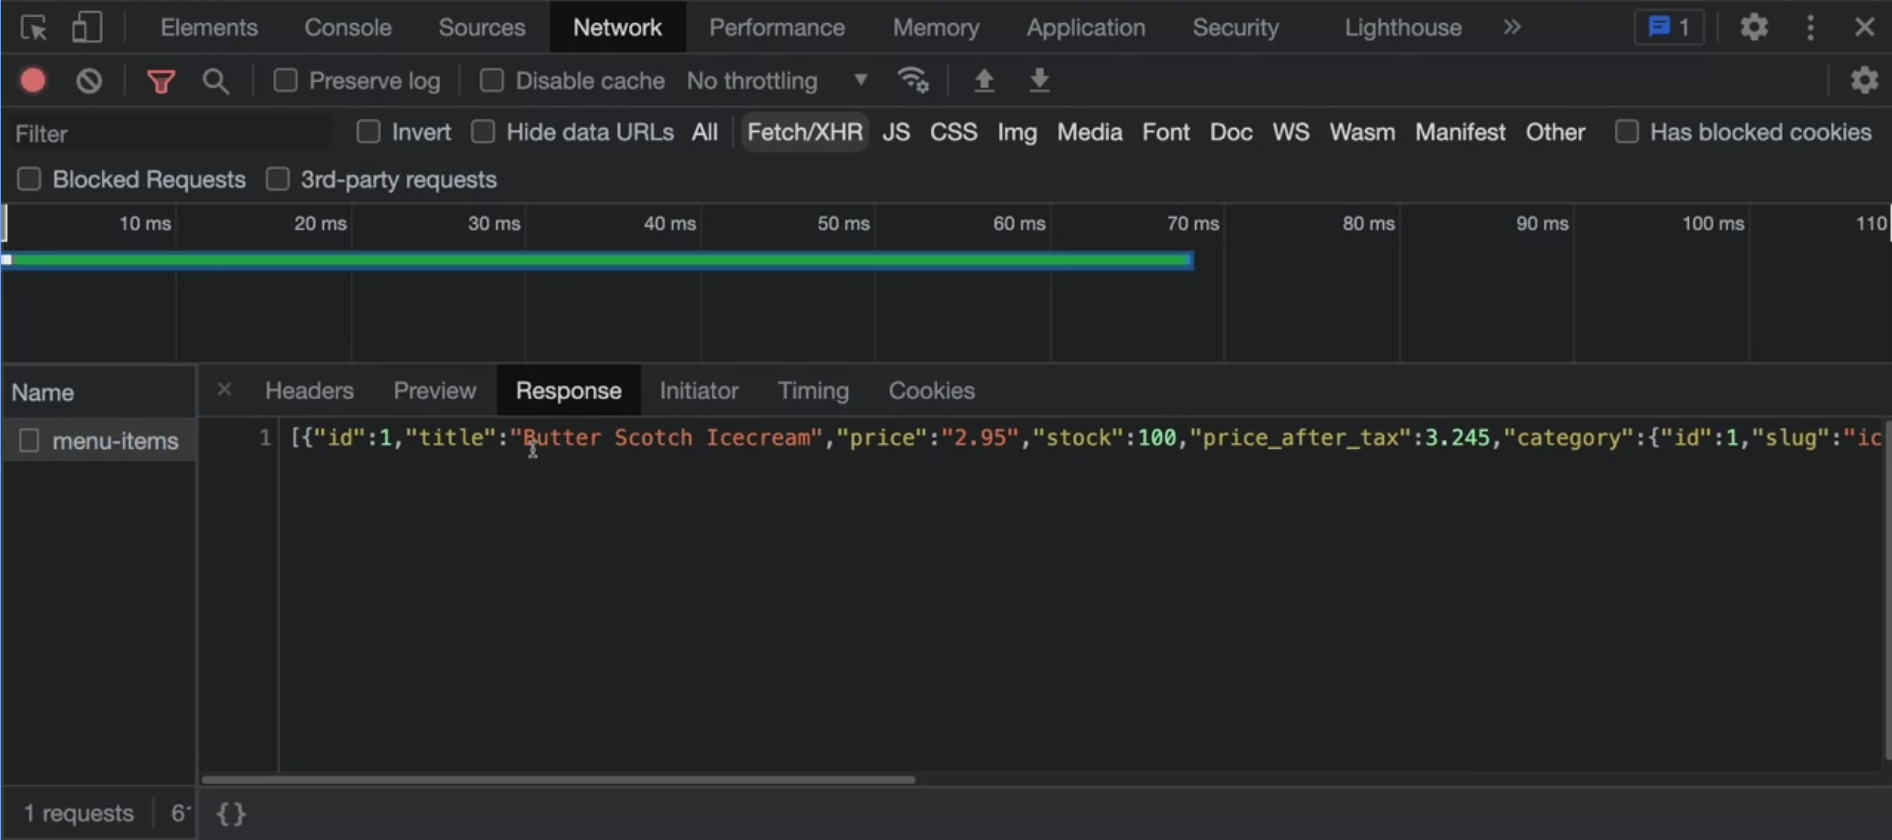 Elements Console Sources Network Performance Memory Application Security Lighthouse » 1
Preserve log Disable cache No throttling
Filter Invert Hide data URLs All Fetch/XHR JS CSS Img Media Font Doc WS Wasm Manifest Other Has blocked cookies
Blocked Requests 3rd-party requests
10 ms 20 ms 30 ms 40 ms 50 ms 60 ms 70 ms 80 ms 90 ms 100 ms 110
Name × Headers Preview Response Initiator Timing Cookies
menu-items 1 [{"id":1,"title":"Butter Scotch Icecream","price":"2.95","stock":100,"price_after_tax":3.245,"category":{"id":1,"slug":"ic
1 requests {}